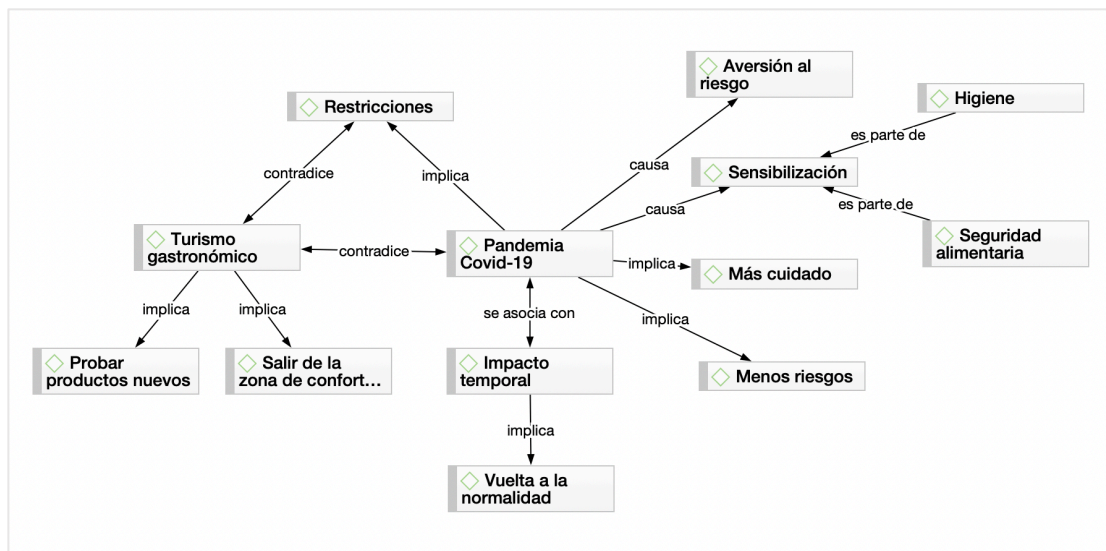 Aversión al
riesgo
Restricciones
Higiene
es parte de
contradice
implica
causa
Sensibilización
causa
es parte de
Turismo
gastronómico
contradice
Pandemia
Covid-19
Seguridad
alimentaria
implica
Más cuidado
implica
implica
se asocia con
implica
Probar
productos nuevos
Salir de la
zona de confort...
Impacto
temporal
Menos riesgos
implica
Vuelta a la
normalidad